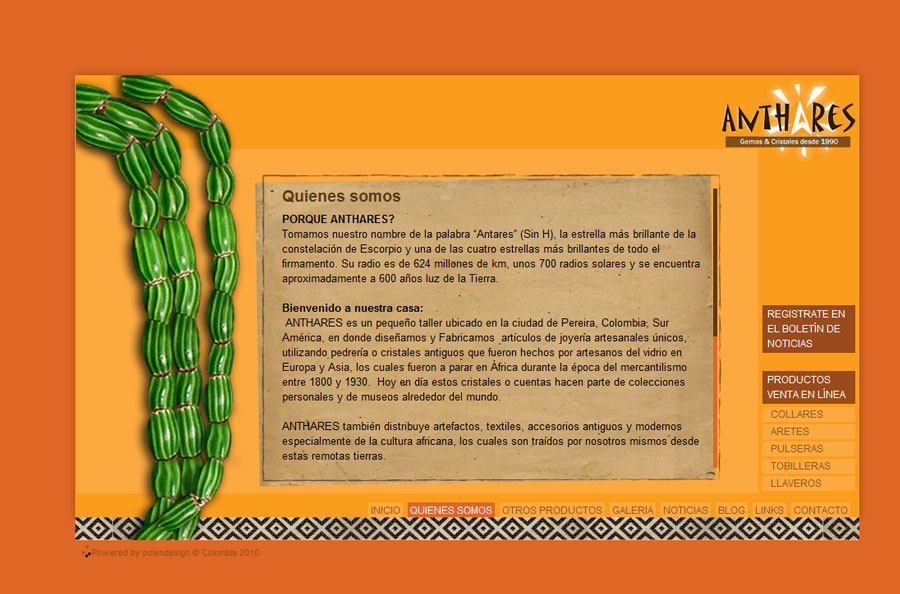 ANTHARES
Gemas & Cristales desde 1990
Quienes somos
PORQUE ANTHARES?
Tomamos nuestro nombre de la palabra “Antares” (Sin H), la estrella más brillante de la
constelación de Escorpio y una de las cuatro estrellas más brillantes de todo el
firmamento. Su radio es de 624 millones de km, unos 700 radios solares y se encuentra
aproximadamente a 600 años luz de la Tierra.
Bienvenido a nuestra casa:
ANTHARES es un pequeño taller ubicado en la ciudad de Pereira, Colombia, Sur
América, en donde diseñamos y Fabricamos artículos de joyería artesanales únicos,
utilizando pedrería o cristales antiguos que fueron hechos por artesanos del vidrio en
Europa y Asia, los cuales fueron a parar en África durante la época del mercantilismo
entre 1800 y 1930. Hoy en día estos cristales o cuentas hacen parte de colecciones
personales y de museos alrededor del mundo.
ANTHARES también distribuye artefactos, textiles, accesorios antiguos y modernos
especialmente de la cultura africana, los cuales son traídos por nosotros mismos desde
estas remotas tierras.
REGISTRATE EN
EL BOLETÍN DE
NOTICIAS
PRODUCTOS
VENTA EN LÍNEA
COLLARES
ARETES
PULSERAS
TOBILLERAS
LLAVEROS
INICIO QUIENES SOMOS OTROS PRODUCTOS GALERIA NOTICIAS BLOG LINKS CONTACTO
Powered by polendesign © Colombia 2010